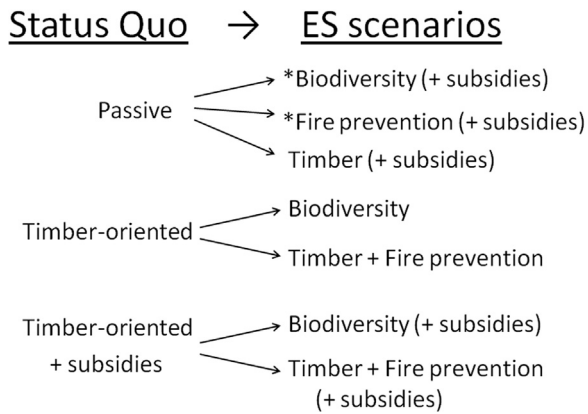 Status Quo → ES scenarios
Passive
*Biodiversity (+ subsidies)
*Fire prevention (+ subsidies)
Timber (+ subsidies)
Timber-oriented
Biodiversity
Timber + Fire prevention
Timber-oriented
+ subsidies
Biodiversity (+ subsidies)
Timber + Fire prevention
(+ subsidies)